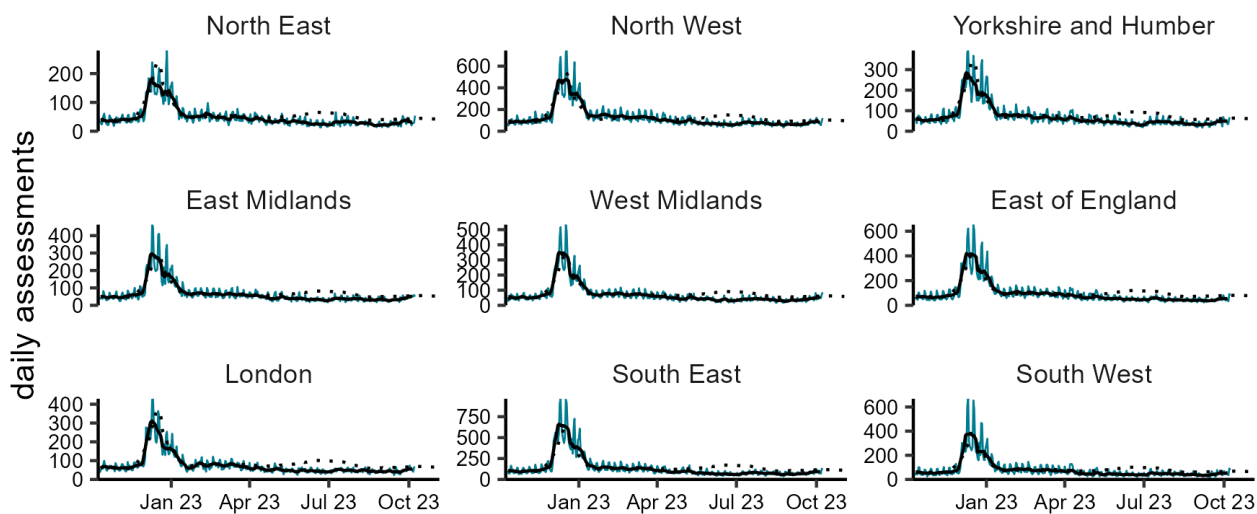 North East North West Yorkshire and Humber
200 600 300
100 400 200
200 100
0 0 0
East Midlands West Midlands East of England
400 500 600
300 400 400
200 300 200
100 200 0
0 100
0
daily assessments
London South East South West
400 750 600
300 500 400
200 250 200
100 0 0
0
Jan 23 Apr 23 Jul 23 Oct 23 Jan 23 Apr 23 Jul 23 Oct 23 Jan 23 Apr 23 Jul 23 Oct 23